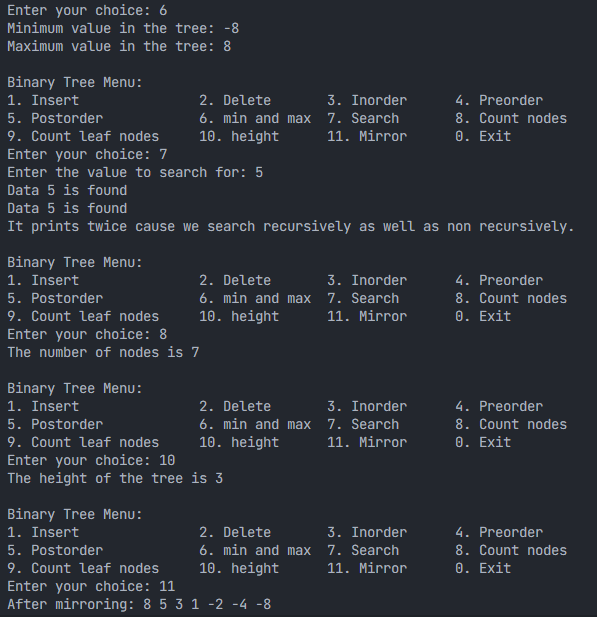 Enter your choice: 6
Minimum value in the tree: -8
Maximum value in the tree: 8
Binary Tree Menu:
1. Insert 2. Delete 3. Inorder 4. Preorder
5. Postorder 6. min and max 7. Search 8. Count nodes
9. Count leaf nodes 10. height 11. Mirror 0. Exit
Enter your choice: 7
Enter the value to search for: 5
Data 5 is found
Data 5 is found
It prints twice cause we search recursively as well as non recursively.
Binary Tree Menu:
1. Insert 2. Delete 3. Inorder 4. Preorder
5. Postorder 6. min and max 7. Search 8. Count nodes
9. Count leaf nodes 10. height 11. Mirror 0. Exit
Enter your choice: 8
The number of nodes is 7
Binary Tree Menu:
1. Insert 2. Delete 3. Inorder 4. Preorder
5. Postorder 6. min and max 7. Search 8. Count nodes
9. Count leaf nodes 10. height 11. Mirror 0. Exit
Enter your choice: 10
The height of the tree is 3
Binary Tree Menu:
1. Insert 2. Delete 3. Inorder 4. Preorder
5. Postorder 6. min and max 7. Search 8. Count nodes
9. Count leaf nodes 10. height 11. Mirror 0. Exit
Enter your choice: 11
After mirroring: 8 5 3 1 -2 -4 -8